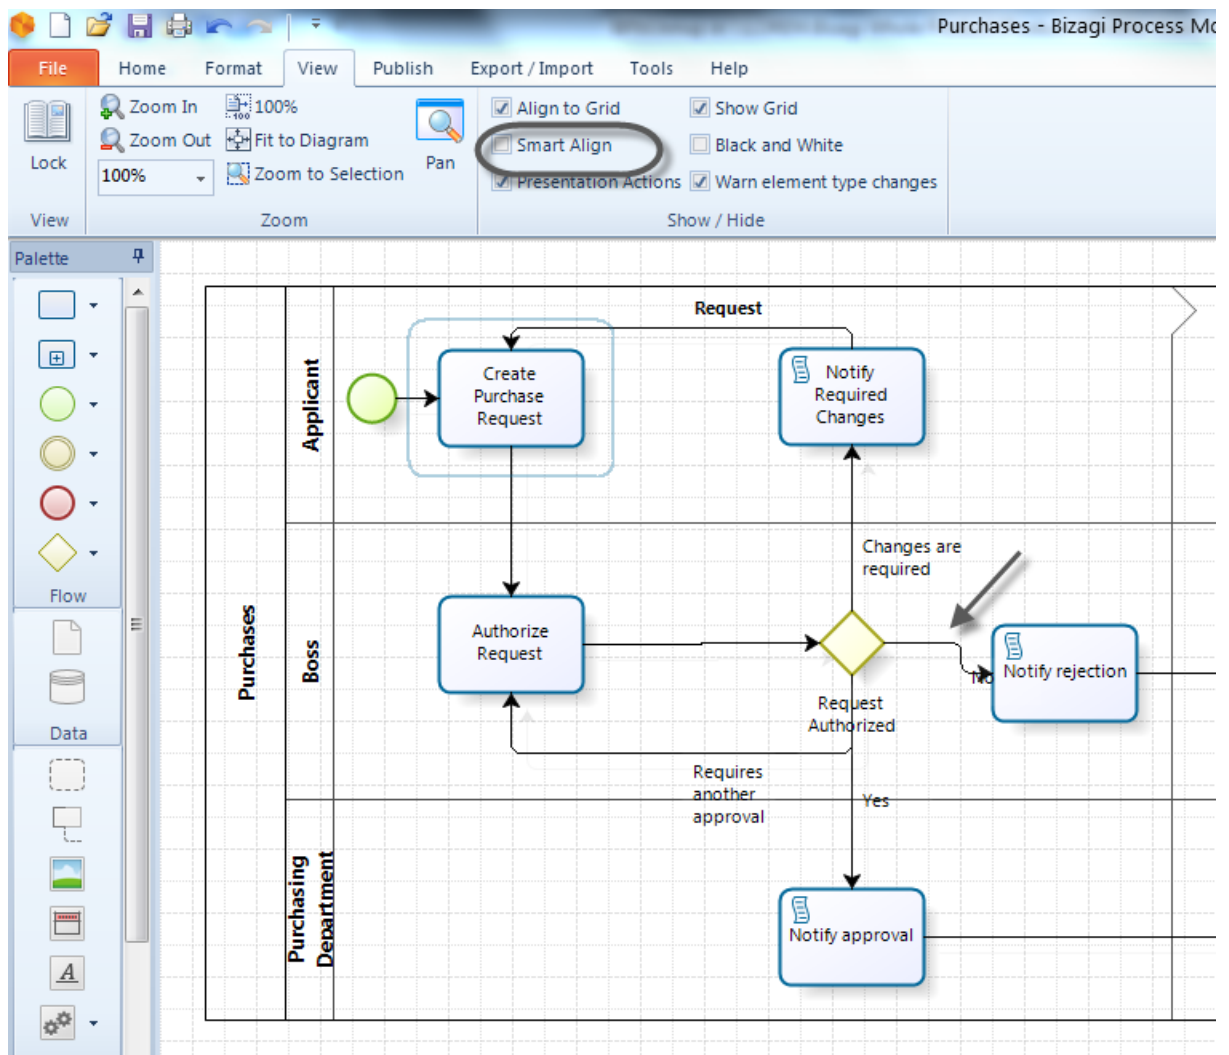 Purchases - Bizagi Process Mo
File Home Format View Publish Export / Import Tools Help
Zoom In 100% Align to Grid Show Grid
Zoom Out Fit to Diagram Smart Align Black and White
Lock 100% Zoom to Selection Pan Presentation Actions Warn element type changes
View Zoom Show / Hide
Palette
Flow
Data
A
Purchases
Applicant
Request
Create
Purchase
Request
Notify
Required
Changes
Boss
Changes are
required
Authorize
Request
Request
Authorized
No
Notify rejection
Requires
another
approval
Yes
Purchasing
Department
Notify approval